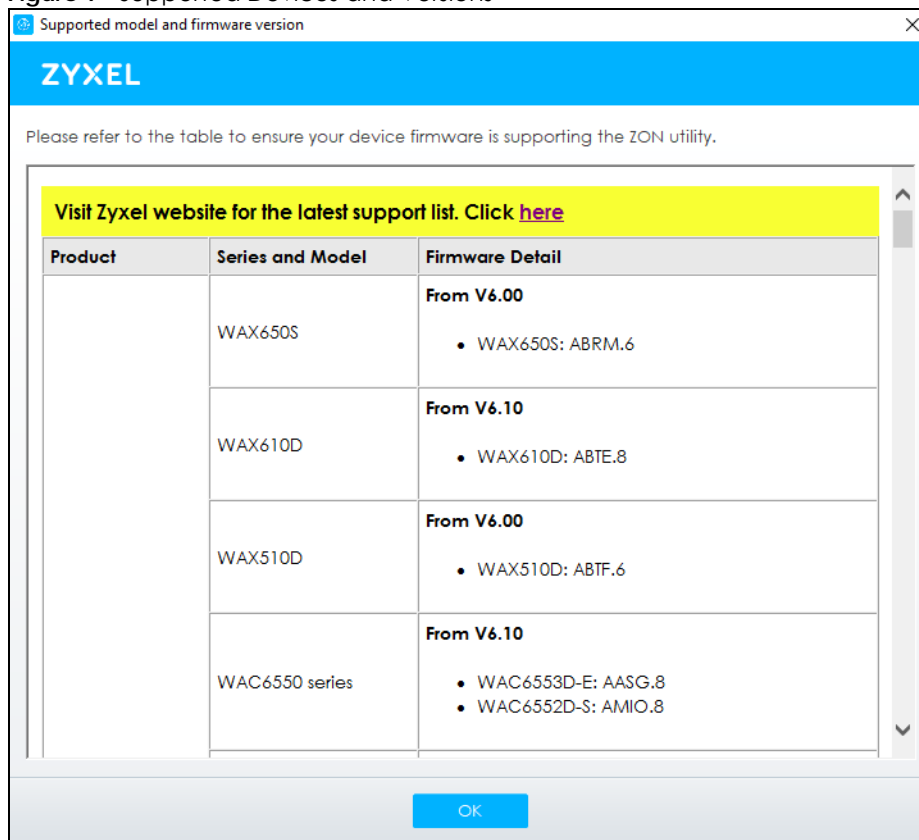 Supported model and firmware version
ZYXEL
Please refer to the table to ensure your device firmware is supporting the ZON utility.
Visit Zyxel website for the latest support list. Click here
Product Series and Model Firmware Detail
WAX650S
From V6.00
• WAX650S: ABRM.6
WAX610D
From V6.10
• WAX610D: ABTE.8
WAX510D
From V6.00
• WAX510D: ABTF.6
WAC6550 series
From V6.10
• WAC6553D-E: AASG.8
• WAC6552D-S: AMIO.8
OK